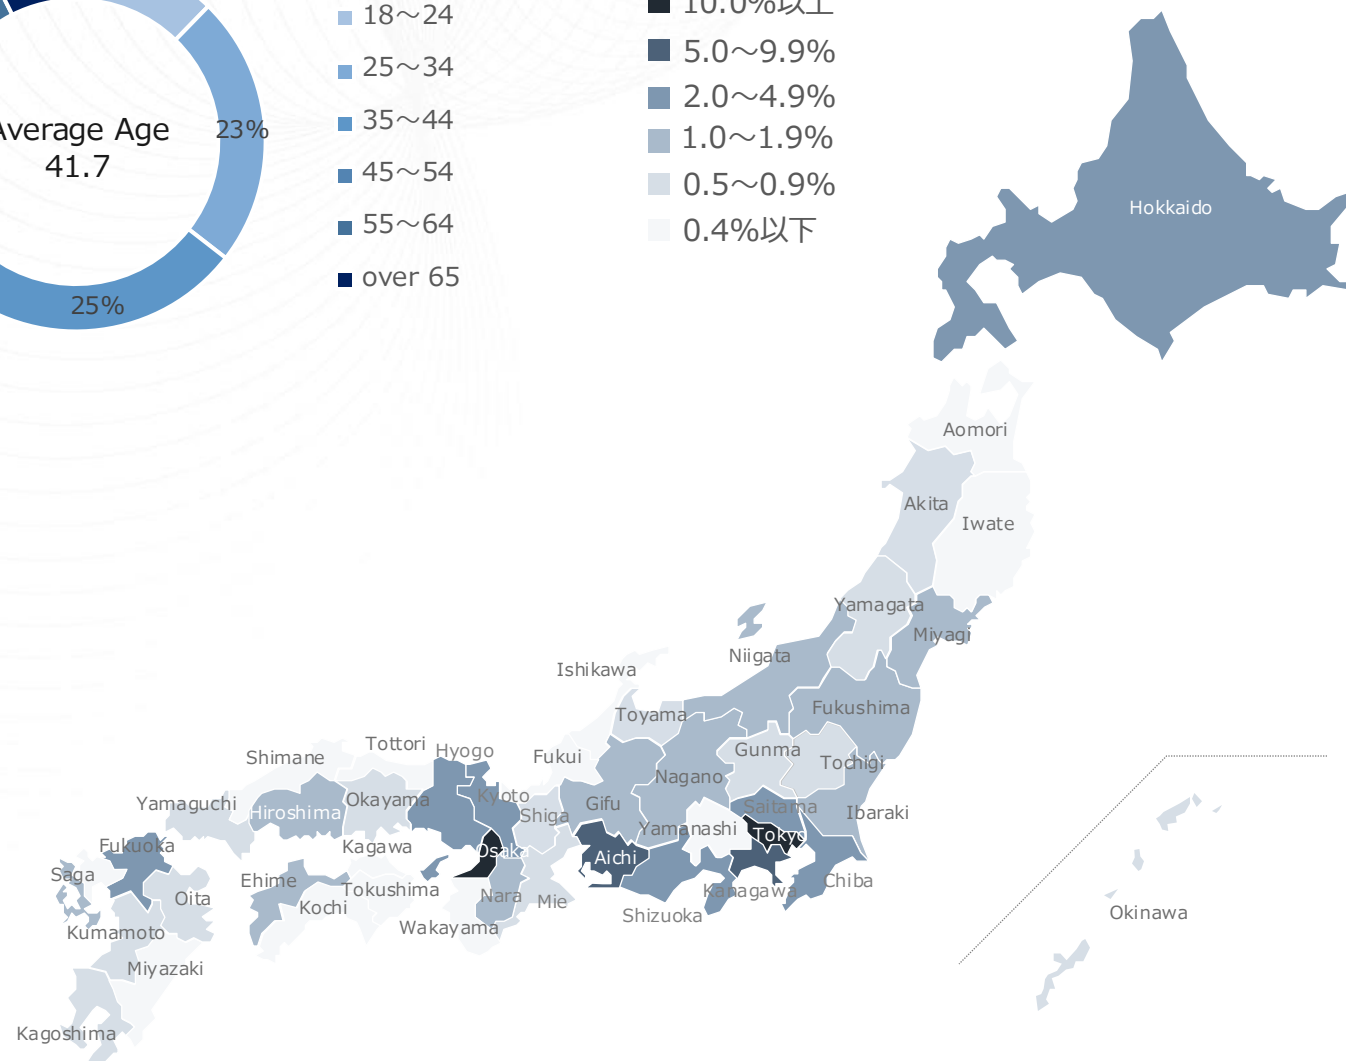 Average Age
41.7
23%
25%
18～24
25～34
35～44
45～54
55～64
over 65
10.0%以上
5.0～9.9%
2.0～4.9%
1.0～1.9%
0.5～0.9%
0.4%以下
Hokkaido
Aomori
Akita
Iwate
Yamagata
Miyagi
Niigata
Ishikawa
Toyama
Fukushima
Gunma
Tochigi
Fukui
Nagano
Tottori
Hyogo
Shimane
Okayama
Kyoto
Gifu
Saitama
Ibaraki
Yamaguchi
Hiroshima
Shiga
Yamanashi
Tokyo
Fukuoka
Kagawa
Osaka
Aichi
Saga
Ehime
Tokushima
Kanagawa
Chiba
Oita
Kochi
Nara
Mie
Shizuoka
Okinawa
Kumamoto
Wakayama
Miyazaki
Kagoshima